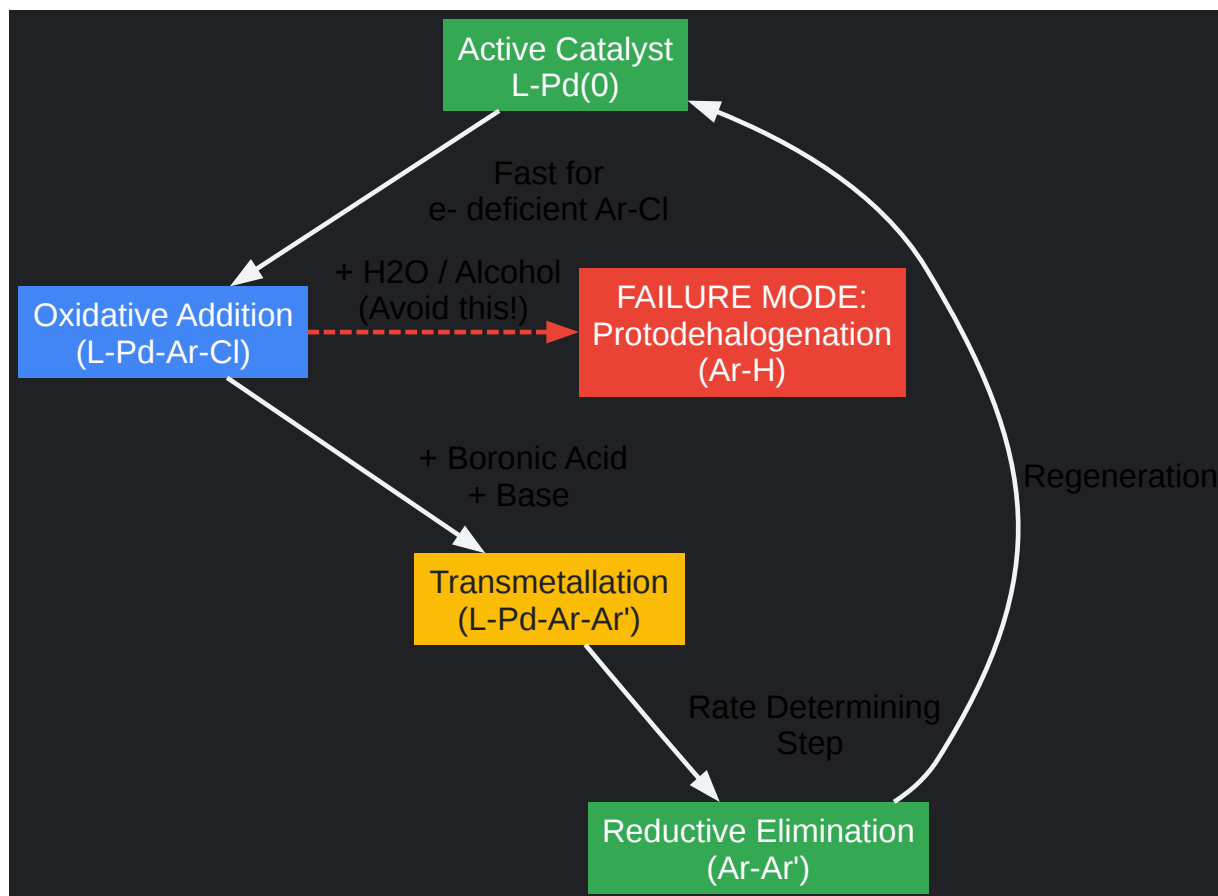 Active Catalyst
L-Pd(0)
Fast for
e- deficient Ar-Cl
+ H2O / Alcohol
(Avoid this!)
Oxidative Addition
(L-Pd-Ar-Cl)
FAILURE MODE:
Protodehalogenation
(Ar-H)
+ Boronic Acid
+ Base
Regeneration
Transmetallation
(L-Pd-Ar-Ar')
Rate Determining
Step
Reductive Elimination
(Ar-Ar')